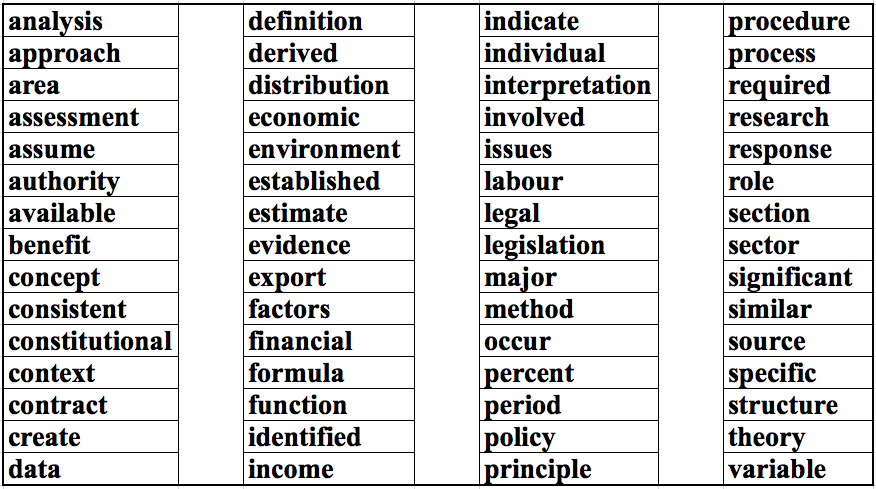 analysis definition indicate procedure
approach derived individual process
area distribution interpretation required
assessment economic involved research
assume environment issues response
authority established labour role
available estimate legal section
benefit evidence legislation sector
concept export major significant
consistent factors method similar
constitutional financial occur source
context formula percent specific
contract function period structure
create identified policy theory
data income principle variable